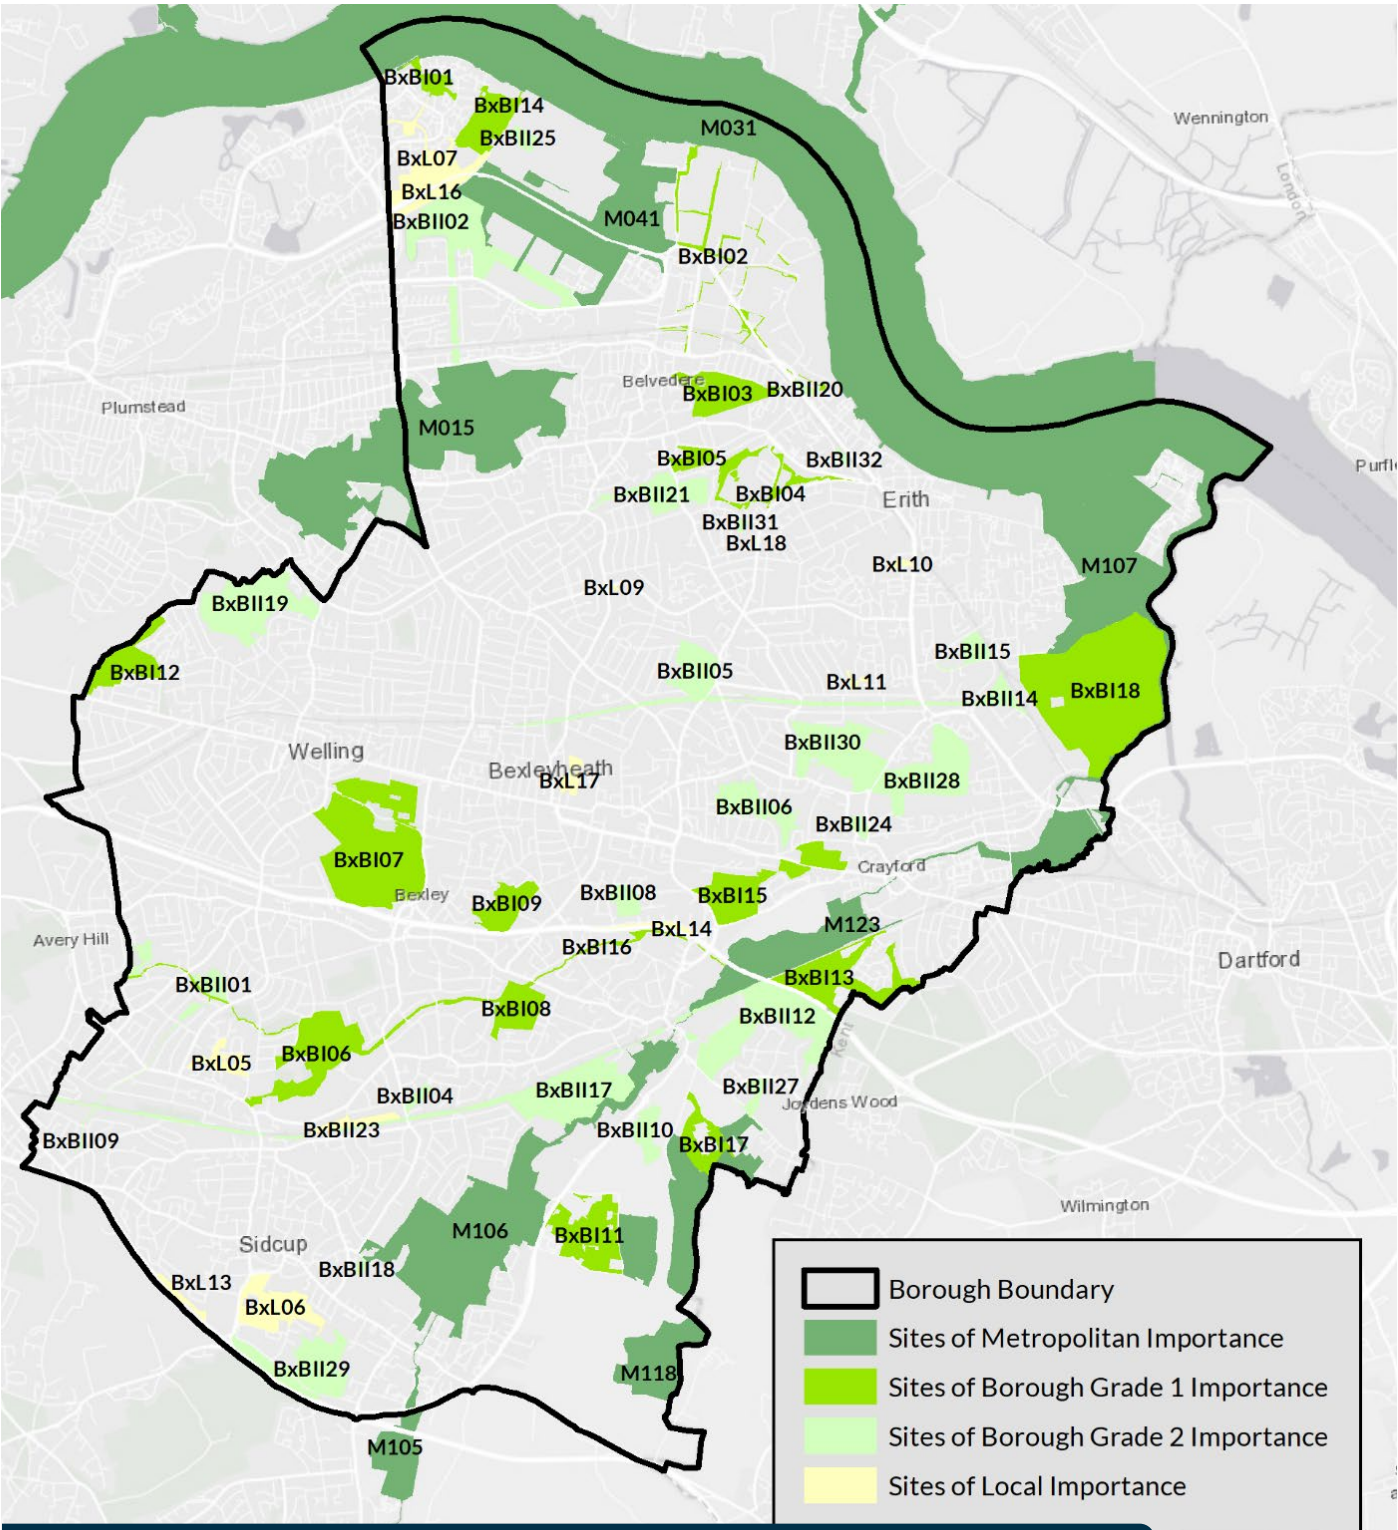 BxBI01
BxBI14
M031
Wennington
BxBII25
BxL07
London
BxL16
BxBII02
M041
BxBI02
Belvedere
BxBI03
BxBII20
Plumstead
M015
BxBI05
BxBII32
Purfle
BxBII21
BxBI04
Erith
BxBII31
BxL18
BxL10
M107
BxL09
BxBII19
BxBII15
BxBI12
BxBII05
BxL11
BxBII14
BxBI18
Welling
BxBII30
Bexleyheath
BxL17
BxBII28
BxBII06
BxBII24
BxBI07
Crayford
Bexley
BxBII08
BxBI15
BxBI09
M123
BxL14
Avery Hill
BxBI16
Dartford
BxBII01
BxBI13
BxBI08
BxBII12
Kent
BxBI06
BxL05
BxBII04
BxBII17
BxBII27
Joydens Wood
BxBII23
BxBII10
BxBII09
BxBI17
Wilmington
M106
BxBI11
Sidcup
BxBII18
BxL13
BxL06
BxBII29
M118
M105
Borough Boundary
Sites of Metropolitan Importance
Sites of Borough Grade 1 Importance
Sites of Borough Grade 2 Importance
Sites of Local Importance